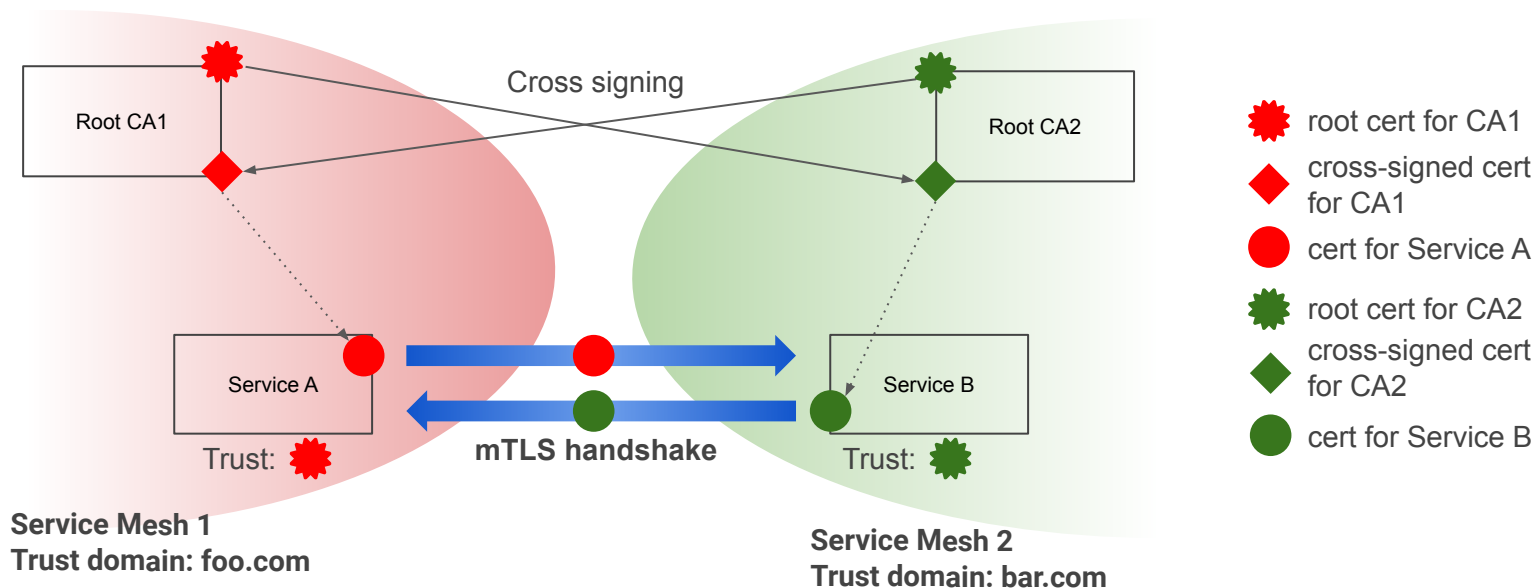 Cross signing
Root CA1
Root CA2
Service A
Service B
Trust:
mTLS handshake
Trust:
Service Mesh 1
Trust domain: foo.com
Service Mesh 2
Trust domain: bar.com
root cert for CA1
cross-signed cert
for CA1
cert for Service A
root cert for CA2
cross-signed cert
for CA2
cert for Service B